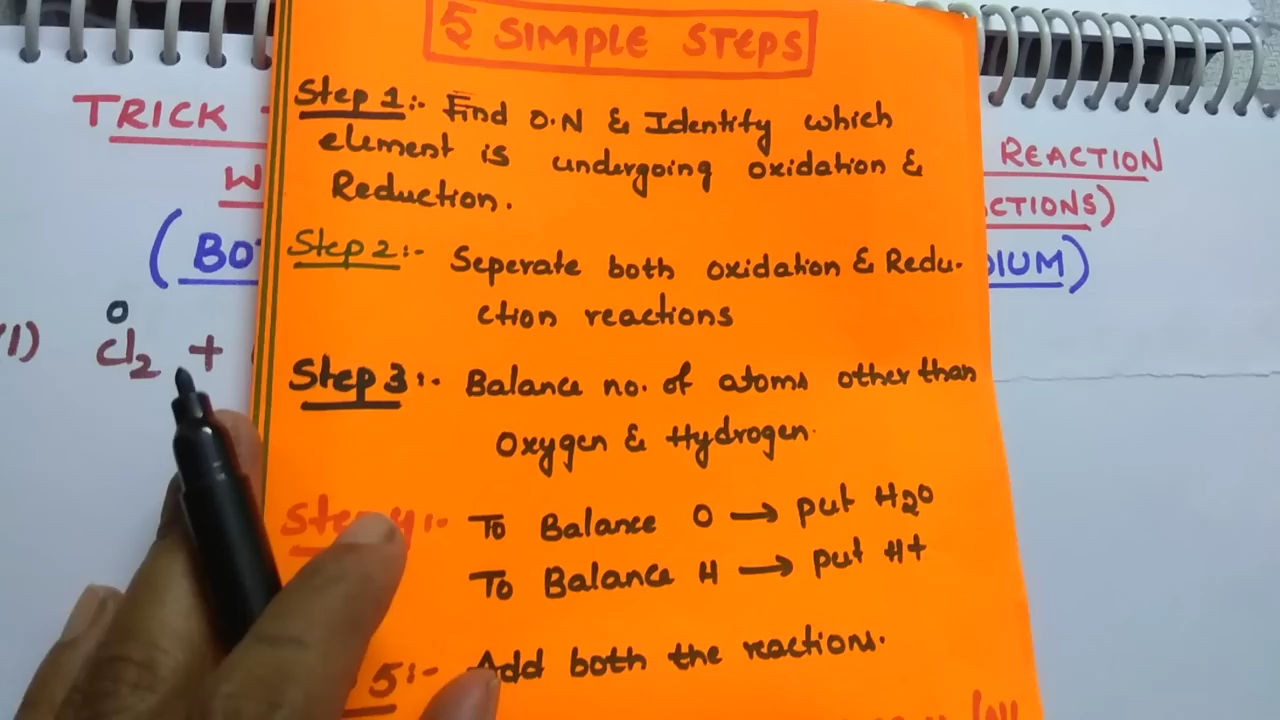 5 SIMPLE STEPS
Step 1:- Find O.N & Identify which
element is undergoing oxidation &
Reduction.
Step 2:- Seperate both oxidation & Redu-
ction reactions
Step 3:- Balance no. of atoms other than
Oxygen & Hydrogen.
Step 4:- To Balance O → put H2O
To Balance H → put H+
5:- Add both the reactions.
TRICK
REACTION
W
CTIONS)
(BO
DIUM)
0
1) Cl2 +